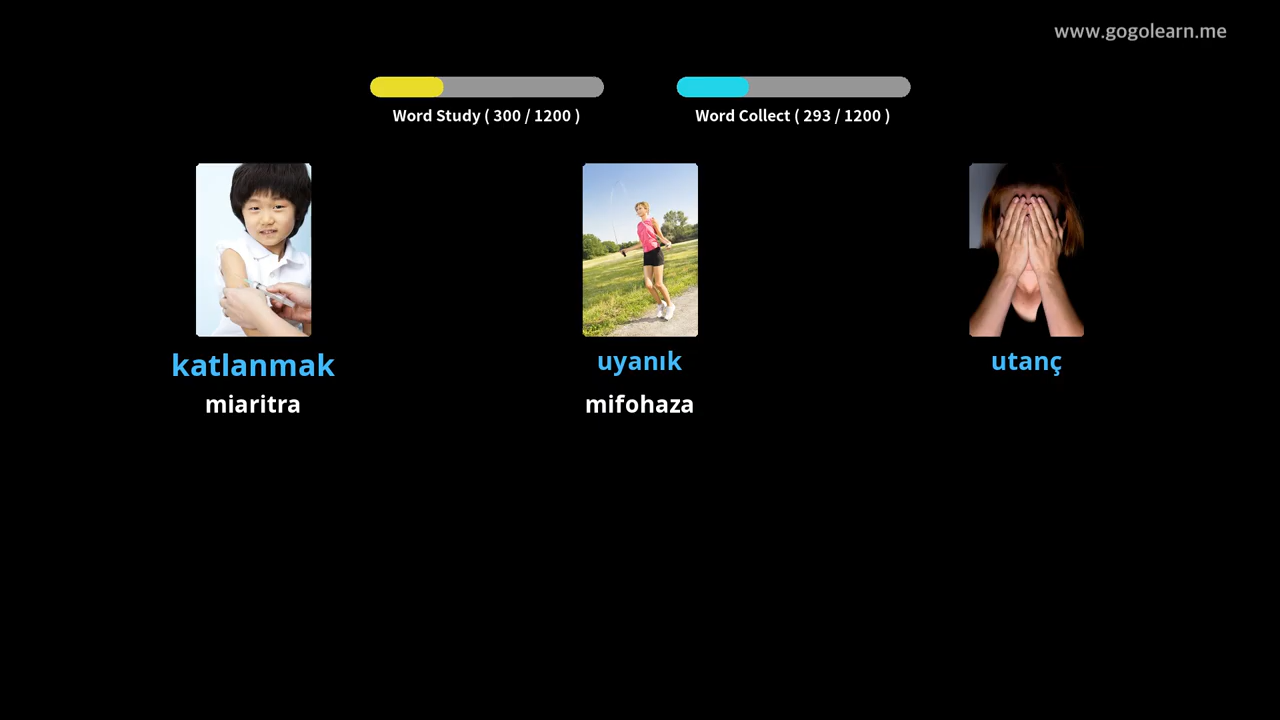 www.gogolearn.me
Word Study ( 300 / 1200 )
Word Collect ( 293 / 1200 )
katlanmak
uyanık
utanç
miaritra
mifohaza